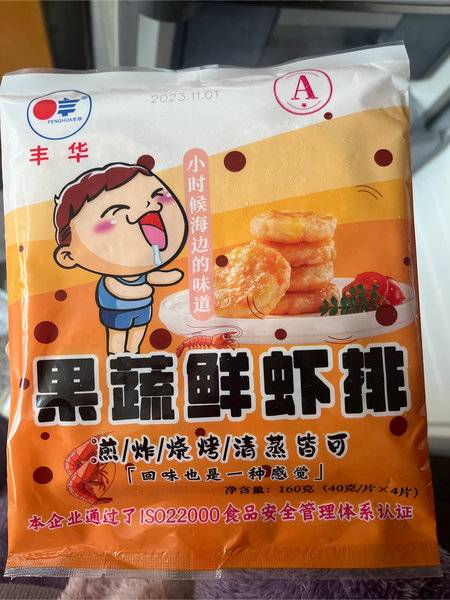 2023.11.01
丰
FENGHUA丰华
A
丰华
小时候海边的味道
果蔬鲜虾排
煎/炸/烧烤/清蒸皆可
「回味也是一种感觉」
净含量：160克（40克/片×4片）
本企业通过了ISO22000食品安全管理体系认证